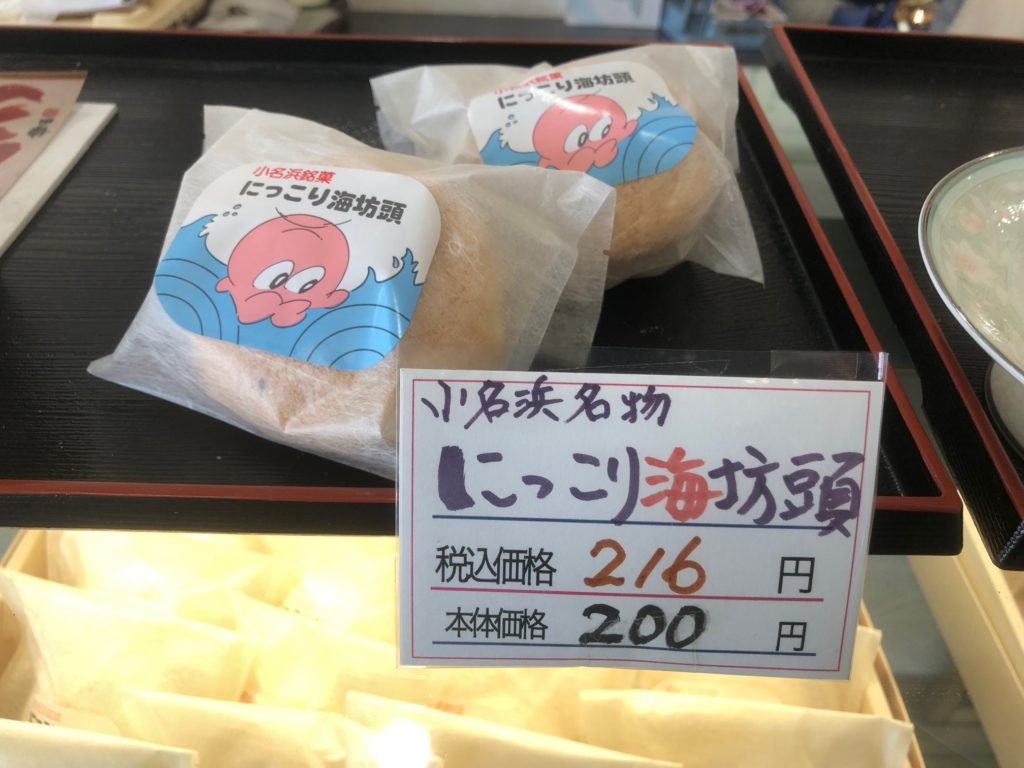 小名浜銘菓
にっこり海坊頭
小名浜銘菓
にっこり海坊頭
小名浜名物
にっこり海坊頭
税込価格 216 円
本体価格 200 円